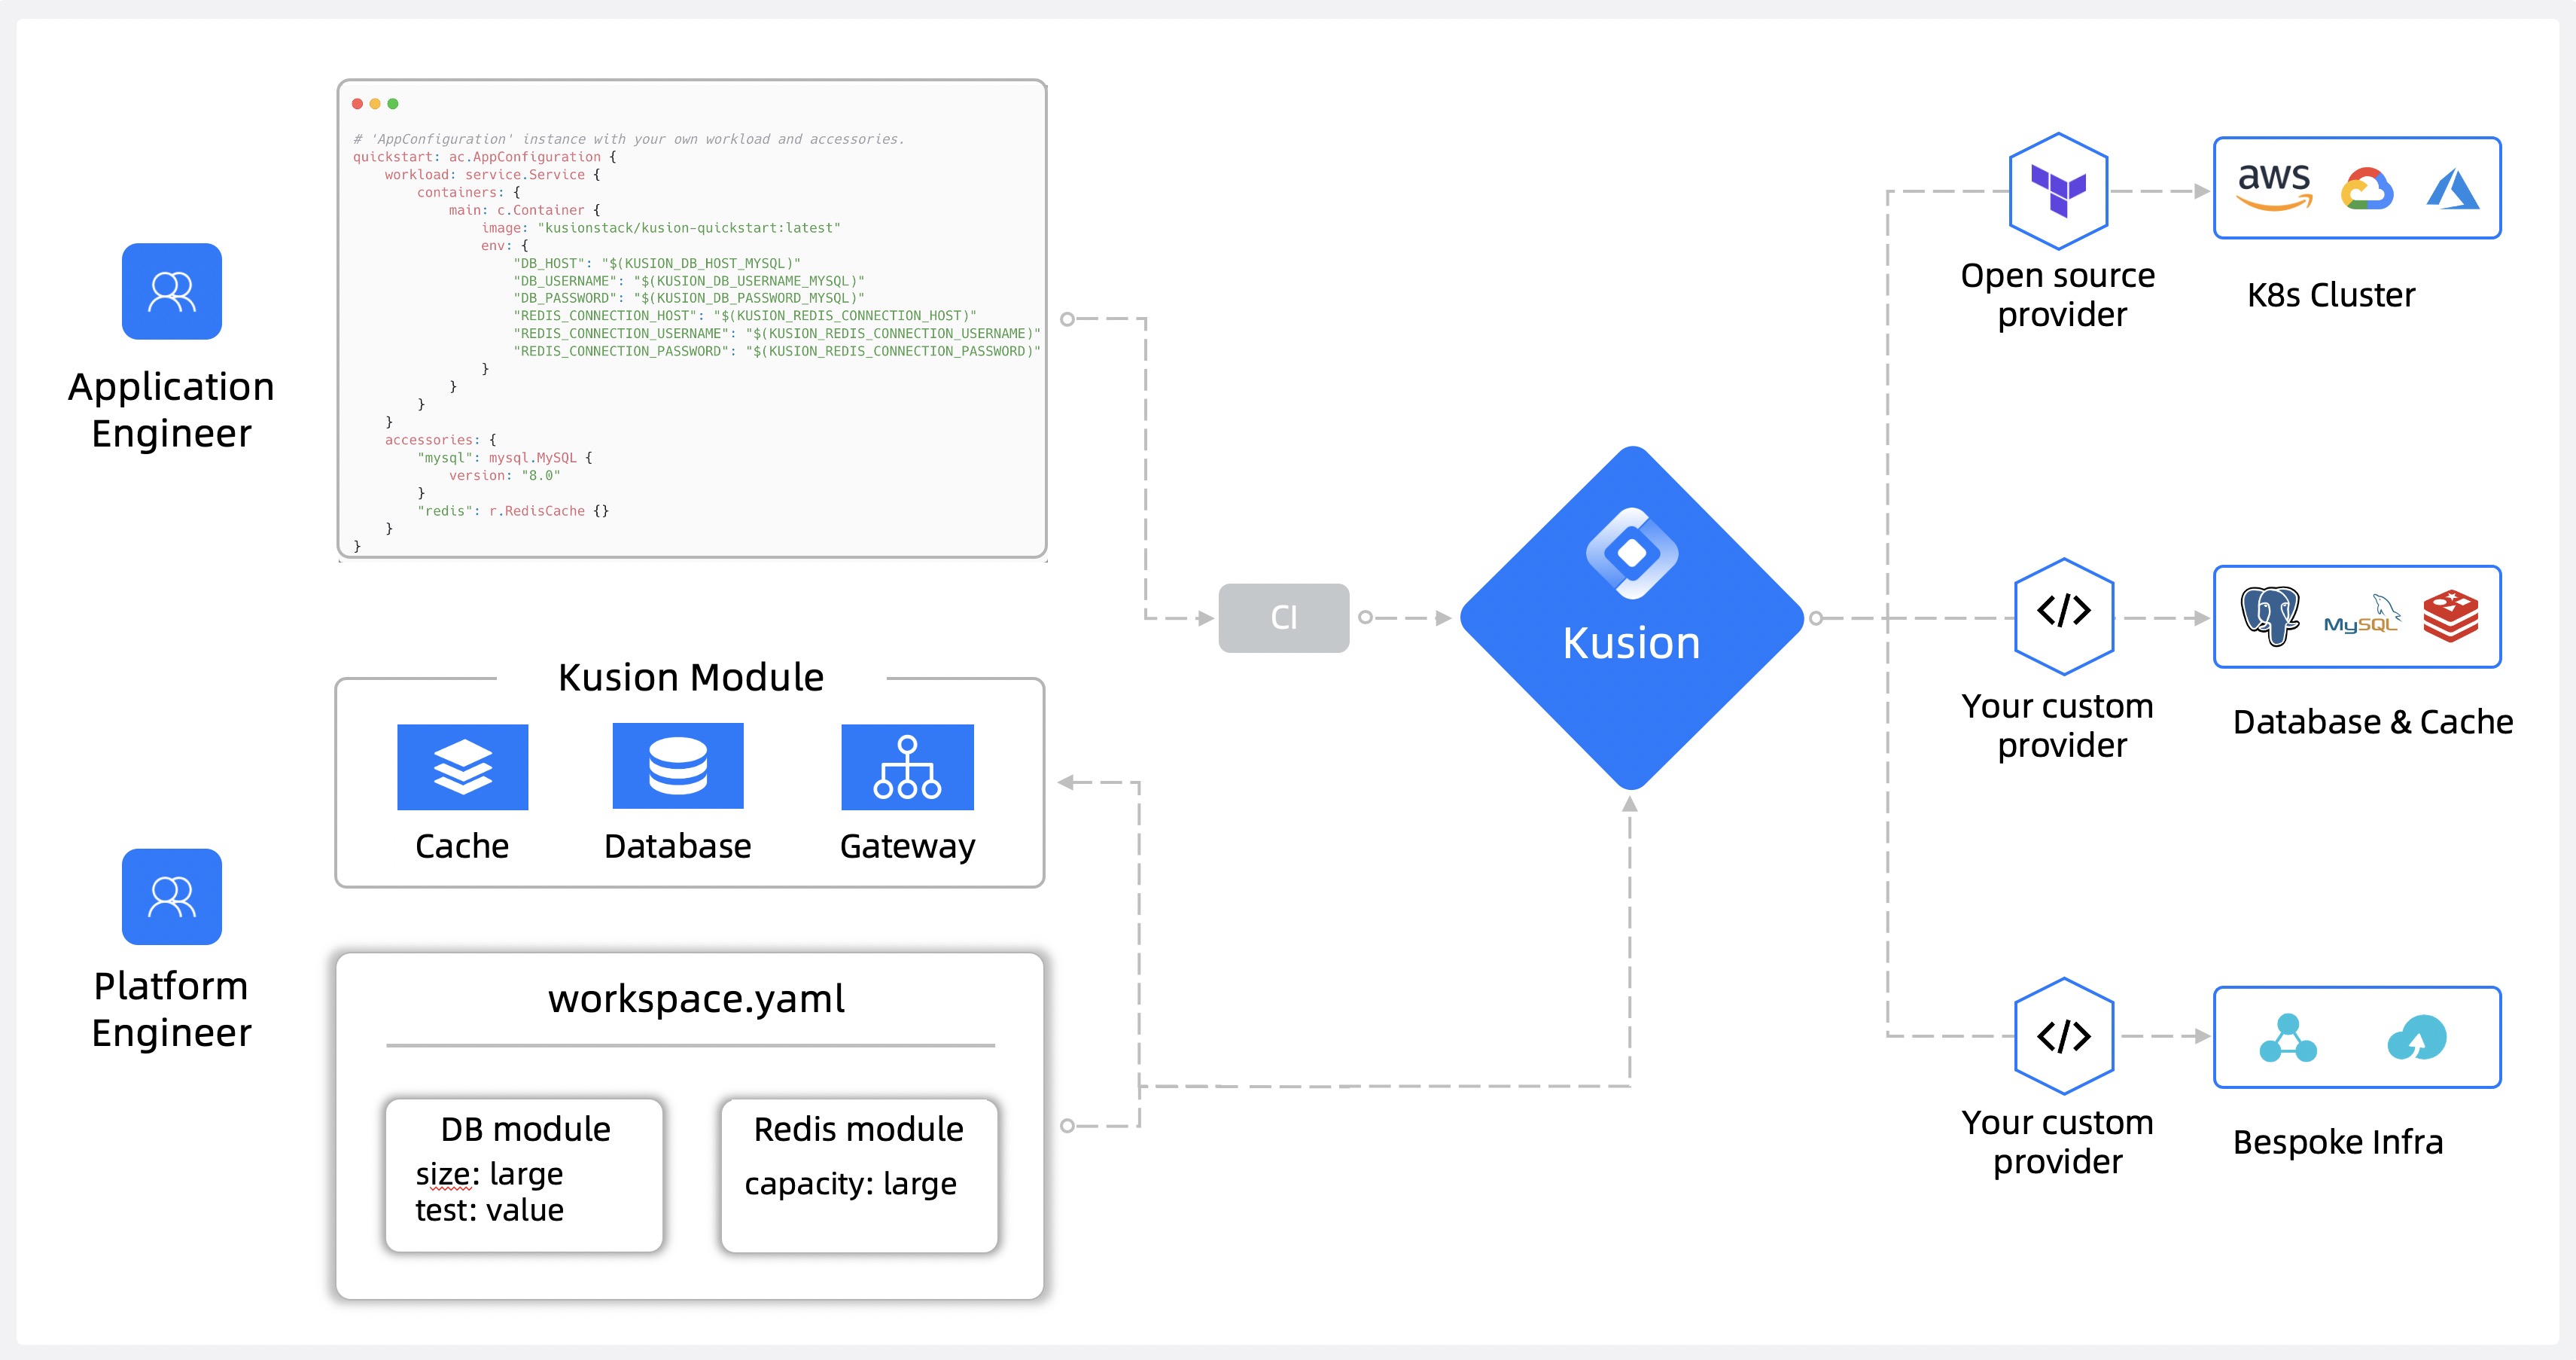 # 'AppConfiguration' instance with your own workload and accessories.
quickstart: ac.AppConfiguration {
    workload: service.Service {
        containers: {
            main: c.Container {
                image: "kusionstack/kusion-quickstart:latest"
                env: {
                    "DB_HOST": "$(KUSION_DB_HOST_MYSQL)"
                    "DB_USERNAME": "$(KUSION_DB_USERNAME_MYSQL)"
                    "DB_PASSWORD": "$(KUSION_DB_PASSWORD_MYSQL)"
                    "REDIS_CONNECTION_HOST": "$(KUSION_REDIS_CONNECTION_HOST)"
                    "REDIS_CONNECTION_USERNAME": "$(KUSION_REDIS_CONNECTION_USERNAME)"
                    "REDIS_CONNECTION_PASSWORD": "$(KUSION_REDIS_CONNECTION_PASSWORD)"
                }
            }
        }
    }
    accessories: {
        "mysql": mysql.MySQL {
            version: "8.0"
        }
        "redis": r.RedisCache {}
    }
}
Application
Engineer
Kusion Module
Cache
Database
Gateway
Platform
Engineer
workspace.yaml
DB module
size: large
test: value
Redis module
capacity: large
CI
Kusion
Open source
provider
aws
K8s Cluster
Your custom
provider
MySQL
Database & Cache
Your custom
provider
Bespoke Infra